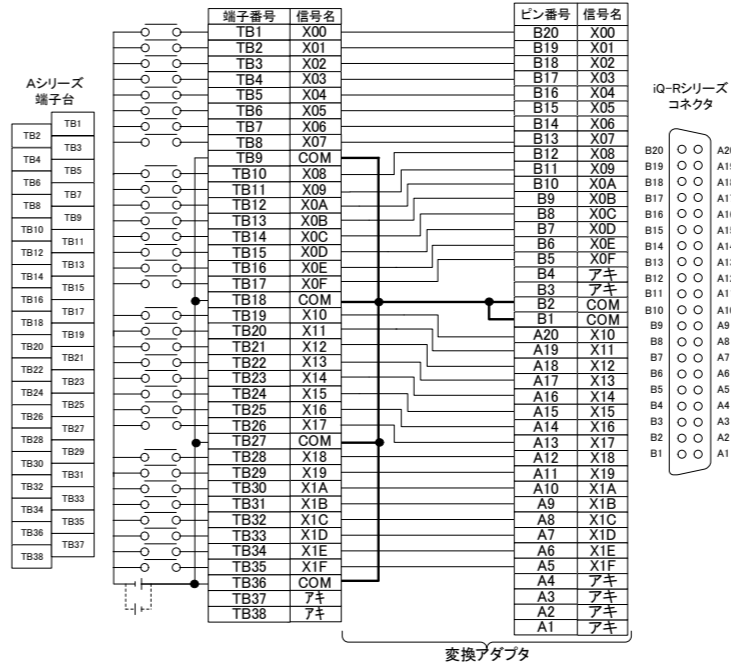 Aシリーズ
端子台
TB1
TB2
TB3
TB4
TB5
TB6
TB7
TB8
TB9
TB10
TB11
TB12
TB13
TB14
TB15
TB16
TB17
TB18
TB19
TB20
TB21
TB22
TB23
TB24
TB25
TB26
TB27
TB28
TB29
TB30
TB31
TB32
TB33
TB34
TB35
TB36
TB37
TB38
端子番号 信号名
TB1 X00
TB2 X01
TB3 X02
TB4 X03
TB5 X04
TB6 X05
TB7 X06
TB8 X07
TB9 COM
TB10 X08
TB11 X09
TB12 X0A
TB13 X0B
TB14 X0C
TB15 X0D
TB16 X0E
TB17 X0F
TB18 COM
TB19 X10
TB20 X11
TB21 X12
TB22 X13
TB23 X14
TB24 X15
TB25 X16
TB26 X17
TB27 COM
TB28 X18
TB29 X19
TB30 X1A
TB31 X1B
TB32 X1C
TB33 X1D
TB34 X1E
TB35 X1F
TB36 COM
TB37 アキ
TB38 アキ
ピン番号 信号名
B20 X00
B19 X01
B18 X02
B17 X03
B16 X04
B15 X05
B14 X06
B13 X07
B12 X08
B11 X09
B10 X0A
B9 X0B
B8 X0C
B7 X0D
B6 X0E
B5 X0F
B4 アキ
B3 アキ
B2 COM
B1 COM
A20 X10
A19 X11
A18 X12
A17 X13
A16 X14
A15 X15
A14 X16
A13 X17
A12 X18
A11 X19
A10 X1A
A9 X1B
A8 X1C
A7 X1D
A6 X1E
A5 X1F
A4 アキ
A3 アキ
A2 アキ
A1 アキ
変換アダプタ
iQ-Rシリーズ
コネクタ
B20 A20
B19 A19
B18 A18
B17 A17
B16 A16
B15 A15
B14 A14
B13 A13
B12 A12
B11 A11
B10 A10
B9 A9
B8 A8
B7 A7
B6 A6
B5 A5
B4 A4
B3 A3
B2 A2
B1 A1